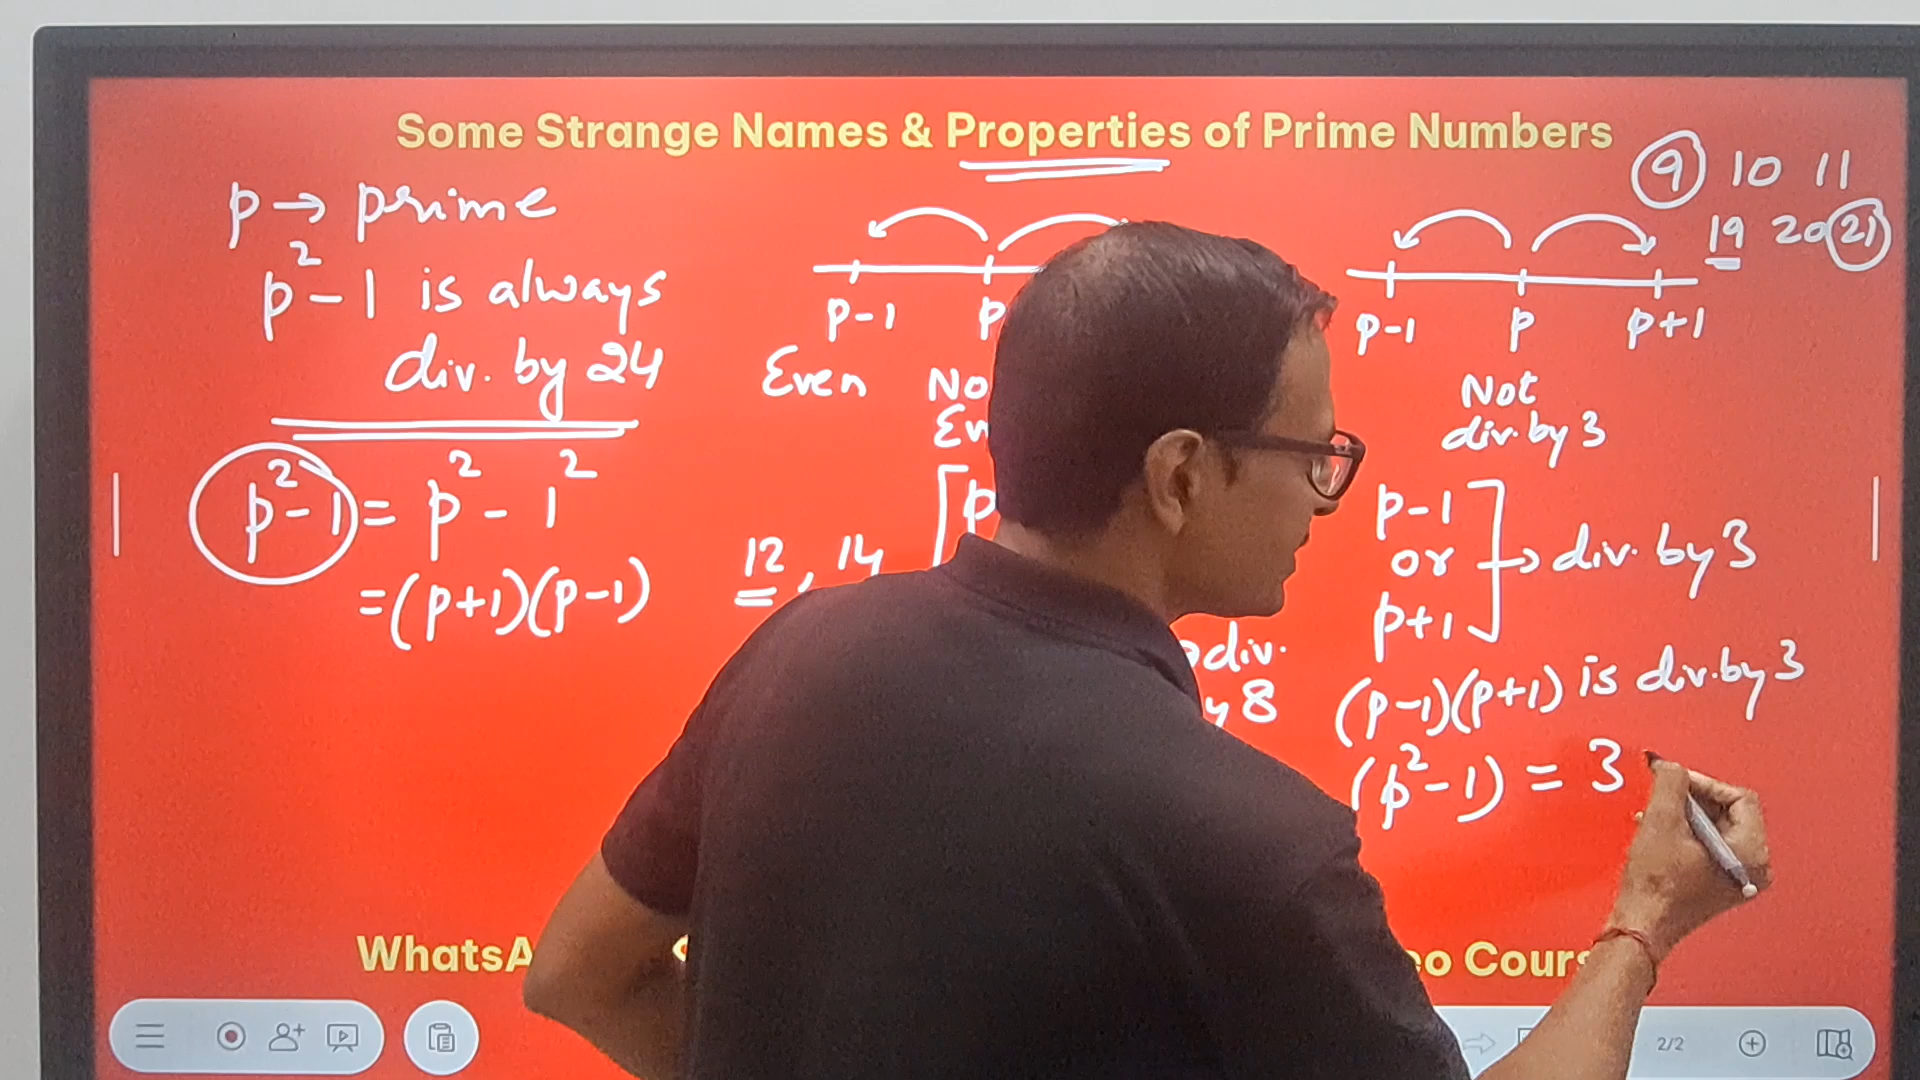 Some Strange Names & Properties of Prime Numbers
p → prime
p² - 1 is always
div. by 24
p² - 1 = p² - 1²
= (p+1)(p-1)
p-1 p
Even
12, 14
div.
8
9 10 11
19 20 21
p-1 p p+1
Not
div. by 3
p-1
or → div. by 3
p+1
(p-1)(p+1) is div. by 3
(p² - 1) = 3
2/2